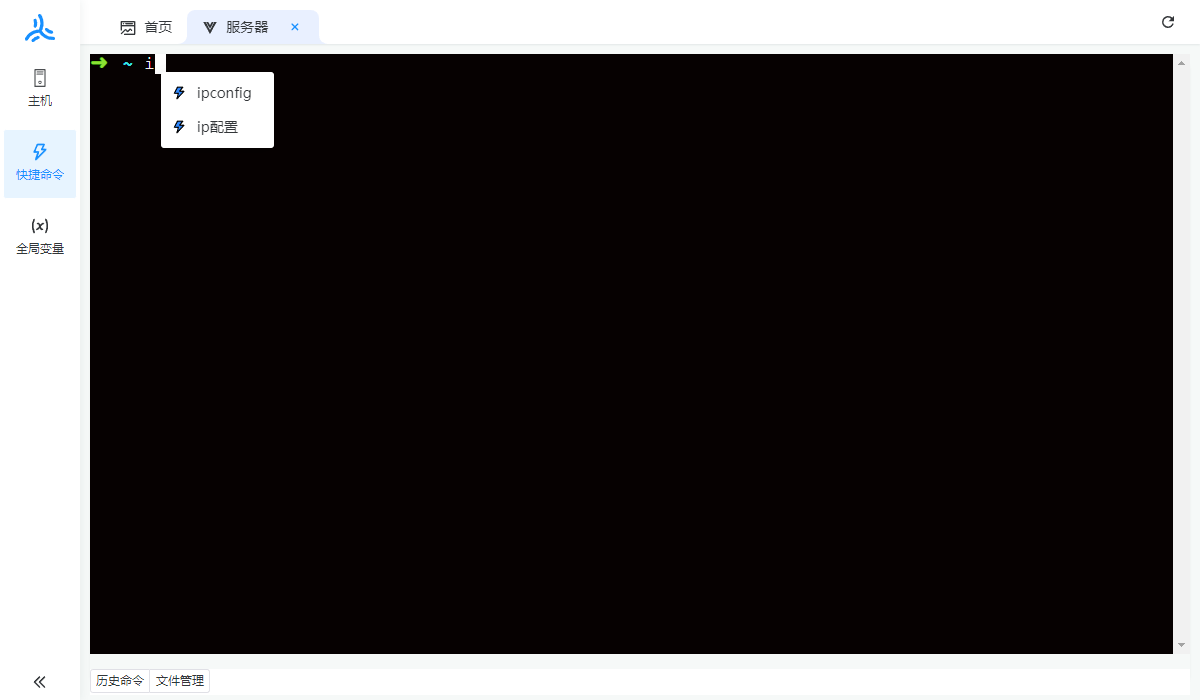 首页
服务器
主机
快捷命令
(x)
全局变量
➜ ~ i
ipconfig
ip配置
历史命令
文件管理